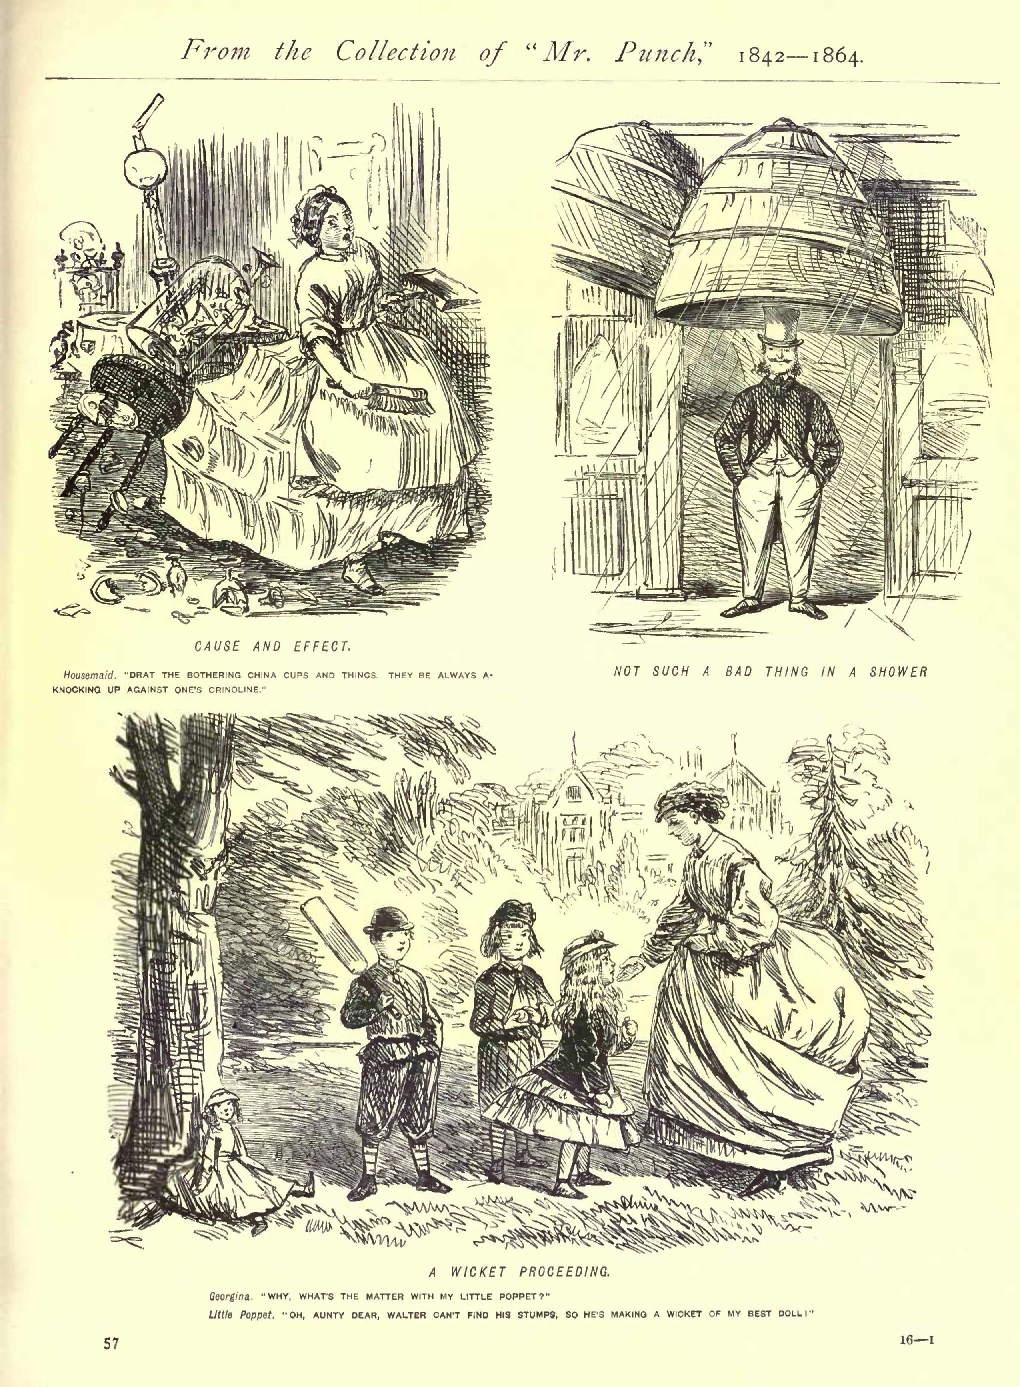 From the Collection of "Mr. Punch," 1842—1864.
CAUSE AND EFFECT.
Housemaid. "DRAT THE BOTHERING CHINA CUPS AND THINGS. THEY BE ALWAYS A-
KNOCKING UP AGAINST ONE'S CRINOLINE."
NOT SUCH A BAD THING IN A SHOWER
A WICKET PROCEEDING.
Georgina. "WHY, WHAT'S THE MATTER WITH MY LITTLE POPPET?"
Little Poppet. "OH, AUNTY DEAR, WALTER CAN'T FIND HIS STUMPS, SO HE'S MAKING A WICKET OF MY BEST DOLL!"
57
16—I